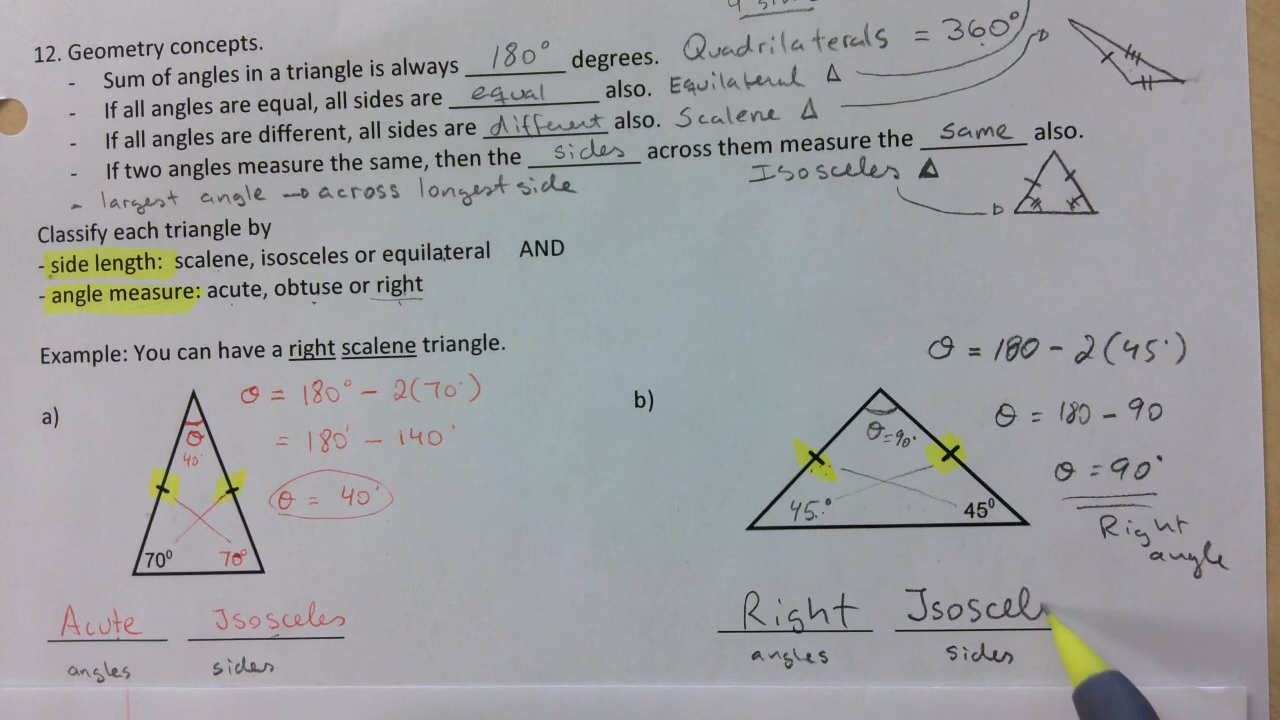 4 si
12. Geometry concepts.
- Sum of angles in a triangle is always 180° degrees. Quadrilaterals = 360°
- If all angles are equal, all sides are equal also. Equilateral Δ
- If all angles are different, all sides are different also. Scalene Δ
- If two angles measure the same, then the sides across them measure the same also.
Isosceles Δ
- largest angle → across longest side
Classify each triangle by
- side length: scalene, isosceles or equilateral AND
- angle measure: acute, obtuse or right
Example: You can have a right scalene triangle.
a)
θ = 180° - 2(70°)
= 180° - 140°
θ = 40°
θ
40°
70° 70°
Acute Isosceles
angles sides
b)
θ = 180 - 2(45°)
θ = 180 - 90
θ = 90°
Right
angle
θ = 90°
45° 45°
Right Isoscel
angles sides